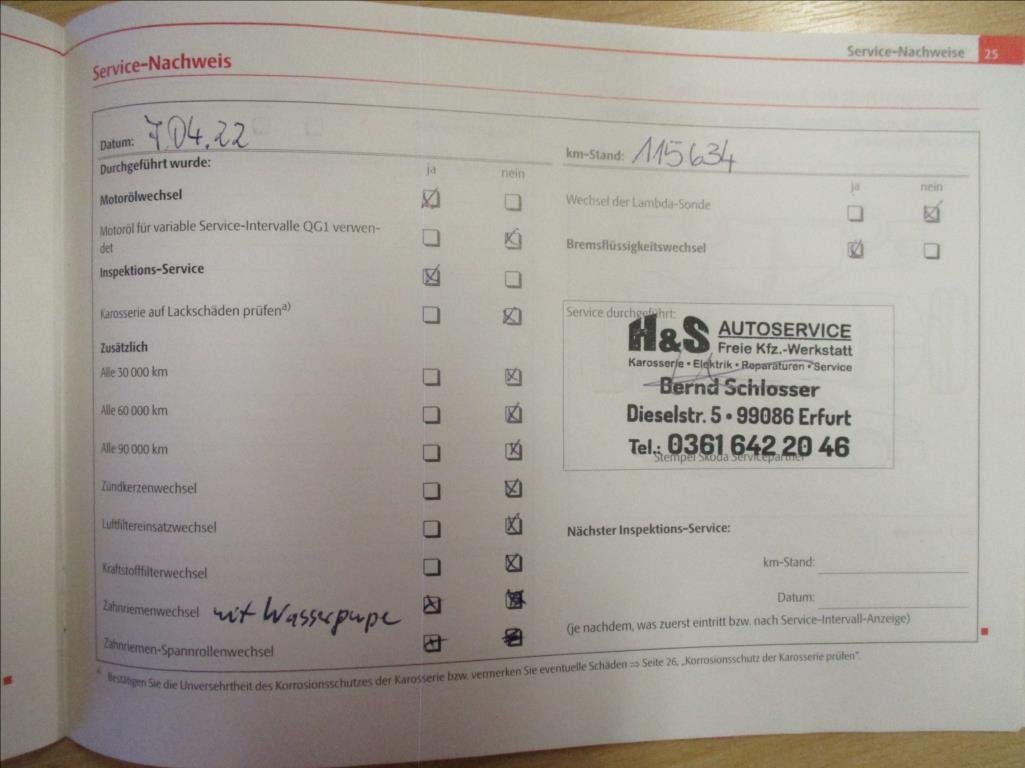 Service-Nachweise 25
Service-Nachweis
Datum: 7.04.22
Durchgeführt wurde:
ja nein
Motorölwechsel
Motoröl für variable Service-Intervalle QG1 verwen-
det
Inspektions-Service
Karosserie auf Lackschäden prüfen a)
Zusätzlich
Alle 30 000 km
Alle 60 000 km
Alle 90 000 km
Zündkerzenwechsel
Luftfiltereinsatzwechsel
Kraftstofffilterwechsel
Zahnriemenwechsel mit Wasserpupe
Zahnriemen-Spannrollenwechsel
km-Stand: 115634
ja nein
Wechsel der Lambda-Sonde
Bremsflüssigkeitswechsel
Service durchgeführt:
H&S AUTOSERVICE
Freie Kfz.-Werkstatt
Karosserie • Elektrik • Reparaturen • Service
Bernd Schlosser
Dieselstr. 5 • 99086 Erfurt
Tel.: 0361 642 20 46
Stempel Škoda Servicepartner
Nächster Inspektions-Service:
km-Stand:
Datum:
(je nachdem, was zuerst eintritt bzw. nach Service-Intervall-Anzeige)
a) Bestätigen Sie die Unversehrtheit des Korrosionsschutzes der Karosserie bzw. vermerken Sie eventuelle Schäden ⇒ Seite 26, „Korrosionsschutz der Karosserie prüfen“.